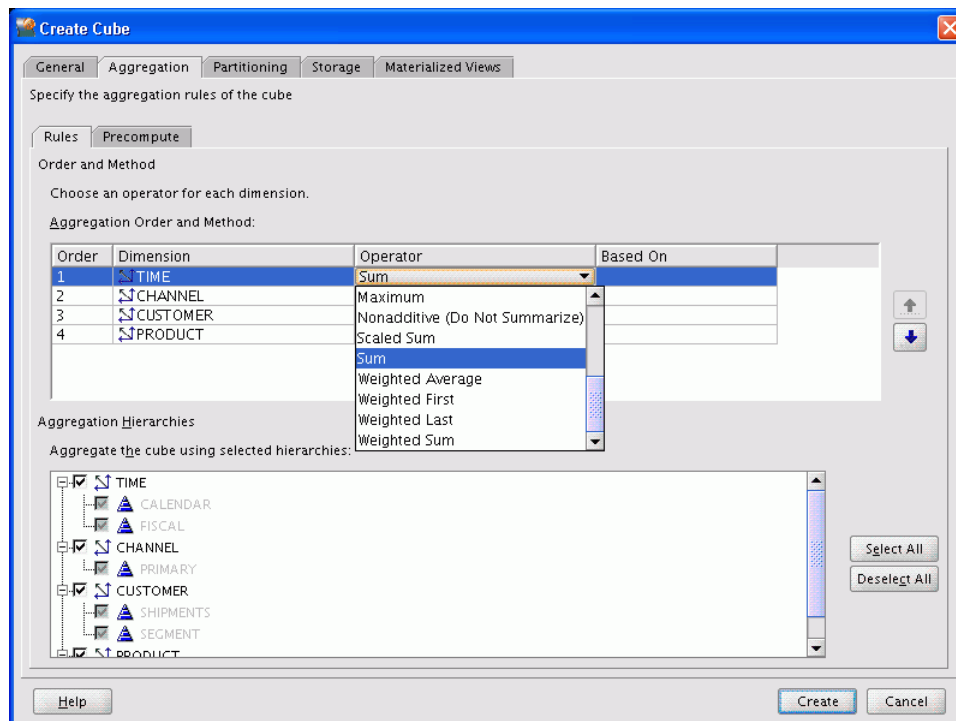 Create Cube
General Aggregation Partitioning Storage Materialized Views
Specify the aggregation rules of the cube
Rules Precompute
Order and Method
Choose an operator for each dimension.
Aggregation Order and Method:
Order Dimension Operator Based On
1 TIME Sum
2 CHANNEL Maximum
3 CUSTOMER Nonadditive (Do Not Summarize)
4 PRODUCT Scaled Sum
Sum
Weighted Average
Weighted First
Weighted Last
Weighted Sum
Aggregation Hierarchies
Aggregate the cube using selected hierarchies:
TIME
CALENDAR
FISCAL
CHANNEL
PRIMARY
CUSTOMER
SHIPMENTS
SEGMENT
PRODUCT
Select All
Deselect All
Help Create Cancel